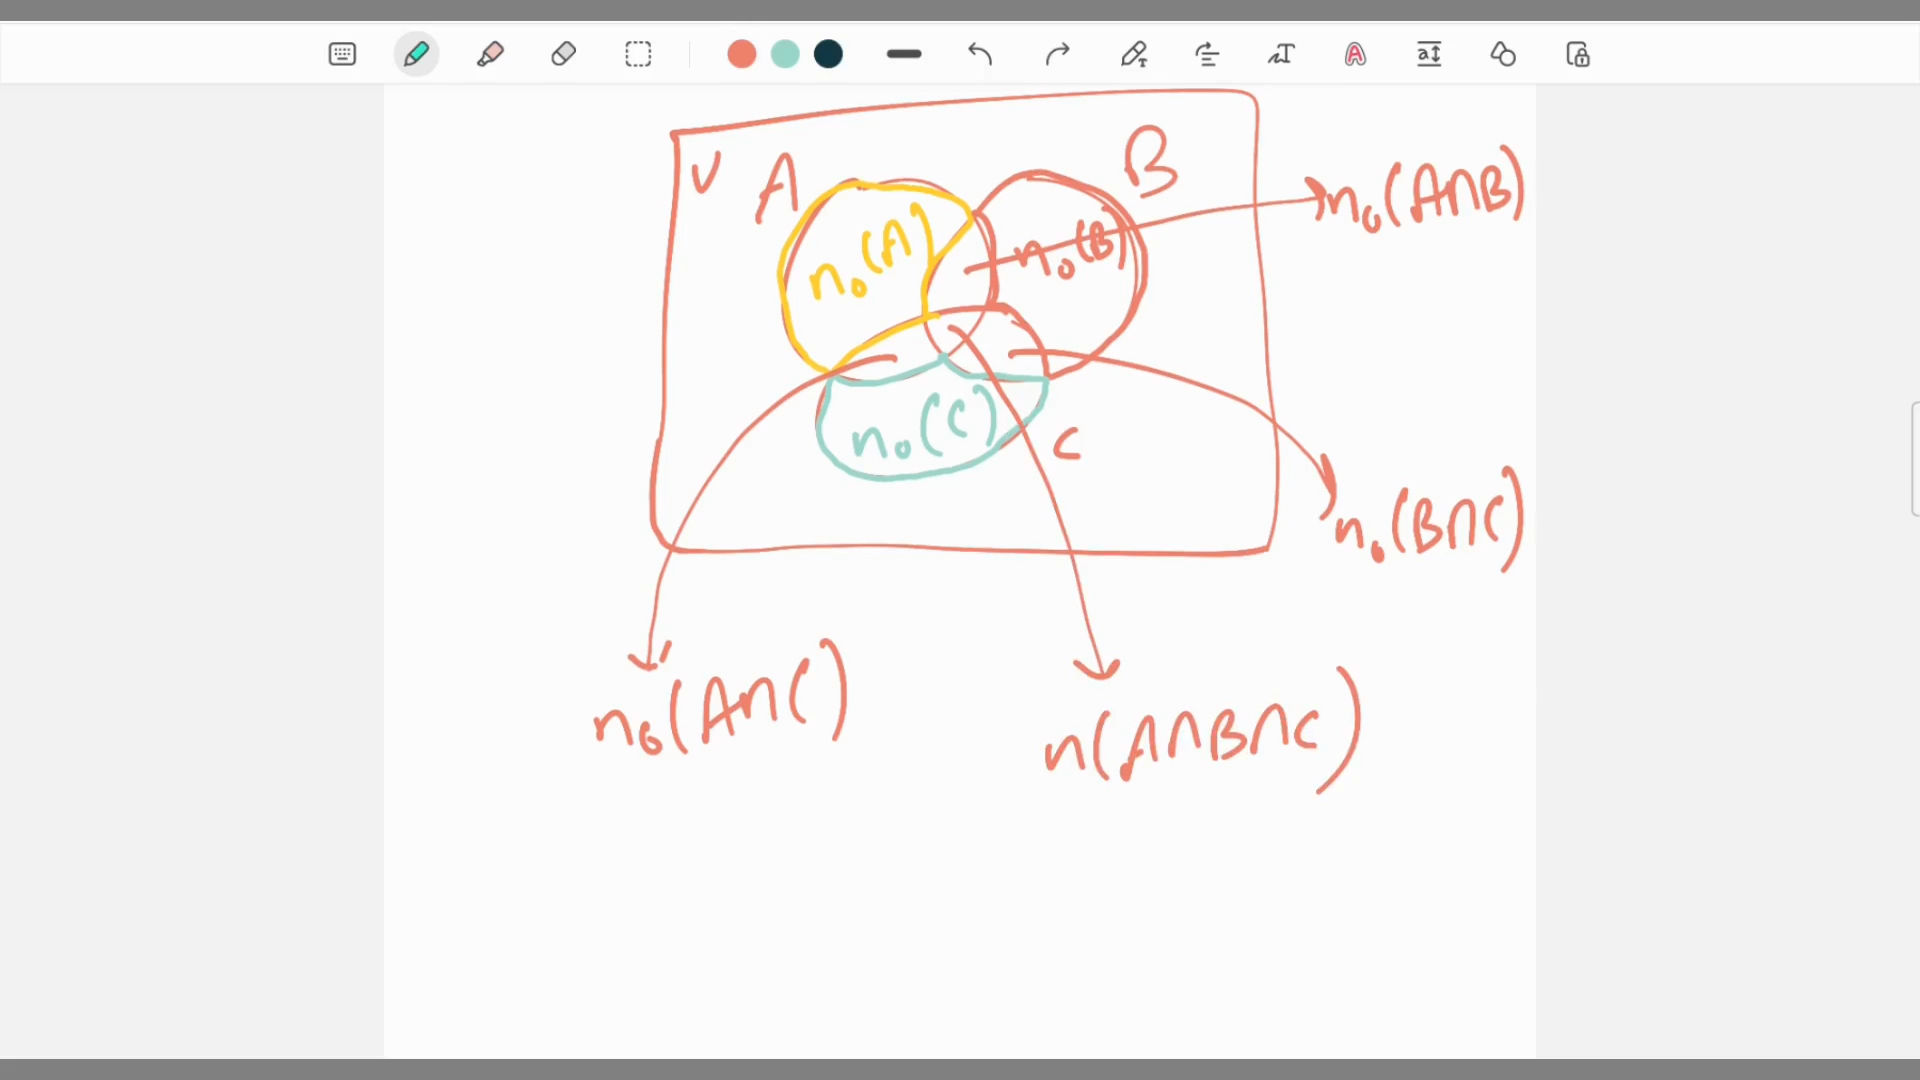 U A B
n₀(A∩B)
n₀(A) n₀(B)
n₀(C) C
n₀(B∩C)
n₀(A∩C)
n(A∩B∩C)